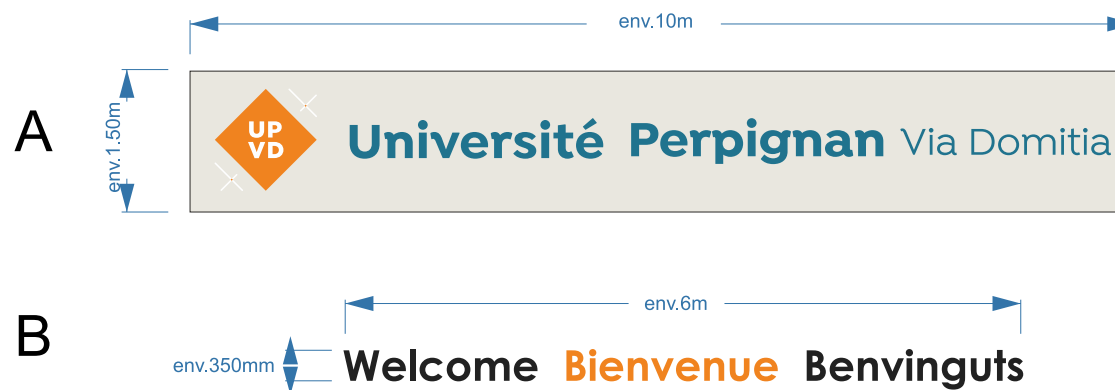 env.10m
A
env.1.50m
UP
VD
Université Perpignan Via Domitia
env.6m
B
env.350mm
Welcome Bienvenue Benvinguts